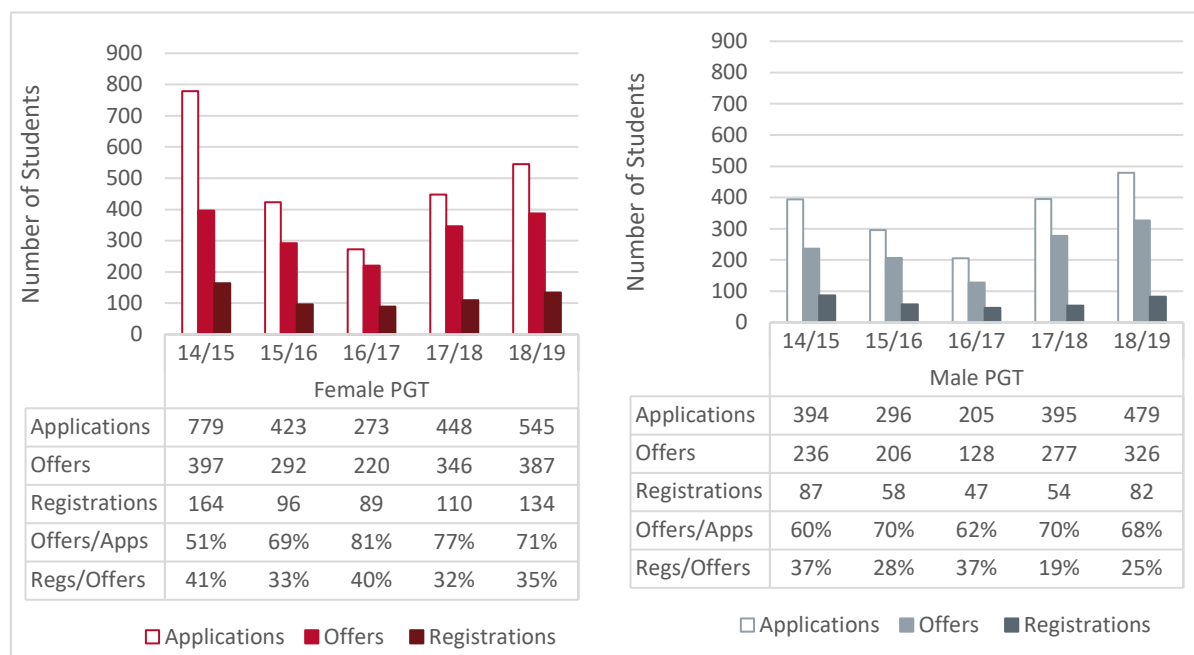 Number of Students
900
800
700
600
500
400
300
200
100
0
14/15 15/16 16/17 17/18 18/19
Female PGT
Applications 779 423 273 448 545
Offers 397 292 220 346 387
Registrations 164 96 89 110 134
Offers/Apps 51% 69% 81% 77% 71%
Regs/Offers 41% 33% 40% 32% 35%
Applications Offers Registrations
Number of Students
900
800
700
600
500
400
300
200
100
0
14/15 15/16 16/17 17/18 18/19
Male PGT
Applications 394 296 205 395 479
Offers 236 206 128 277 326
Registrations 87 58 47 54 82
Offers/Apps 60% 70% 62% 70% 68%
Regs/Offers 37% 28% 37% 19% 25%
Applications Offers Registrations